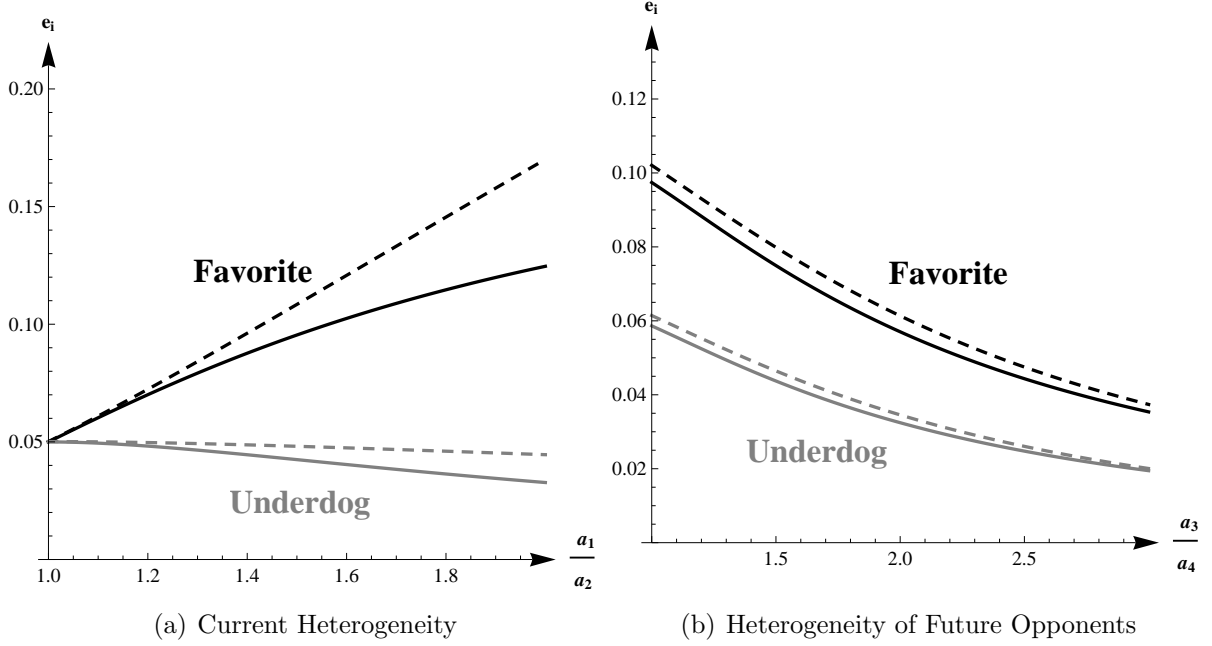 e_i
0.20
0.15
0.10
0.05
Favorite
Underdog
1.0 1.2 1.4 1.6 1.8
a_1
a_2
(a) Current Heterogeneity
e_i
0.12
0.10
0.08
0.06
0.04
0.02
Favorite
Underdog
1.5 2.0 2.5
a_3
a_4
(b) Heterogeneity of Future Opponents